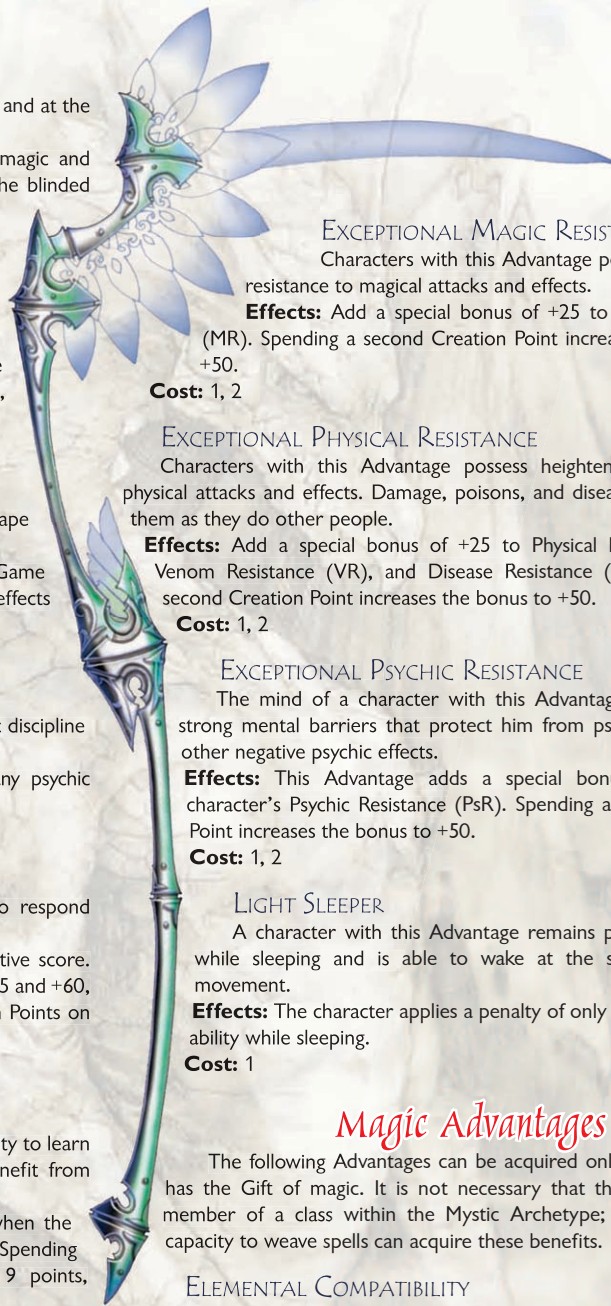 and at the
magic and
he blinded
e
,
ape
Game
effects
discipline
ny psychic
o respond
tive score.
5 and +60,
Points on
ty to learn
nefit from
when the
Spending
9 points,
EXCEPTIONAL MAGIC RESIST
Characters with this Advantage po
resistance to magical attacks and effects.
Effects: Add a special bonus of +25 to
(MR). Spending a second Creation Point increa
+50.
Cost: 1, 2
EXCEPTIONAL PHYSICAL RESISTANCE
Characters with this Advantage possess heighten
physical attacks and effects. Damage, poisons, and disea
them as they do other people.
Effects: Add a special bonus of +25 to Physical
Venom Resistance (VR), and Disease Resistance (
second Creation Point increases the bonus to +50.
Cost: 1, 2
EXCEPTIONAL PSYCHIC RESISTANCE
The mind of a character with this Advantag
strong mental barriers that protect him from ps
other negative psychic effects.
Effects: This Advantage adds a special bon
character's Psychic Resistance (PsR). Spending a
Point increases the bonus to +50.
Cost: 1, 2
LIGHT SLEEPER
A character with this Advantage remains p
while sleeping and is able to wake at the s
movement.
Effects: The character applies a penalty of only
ability while sleeping.
Cost: 1
Magic Advantages
The following Advantages can be acquired onl
has the Gift of magic. It is not necessary that th
member of a class within the Mystic Archetype;
capacity to weave spells can acquire these benefits.
ELEMENTAL COMPATIBILITY